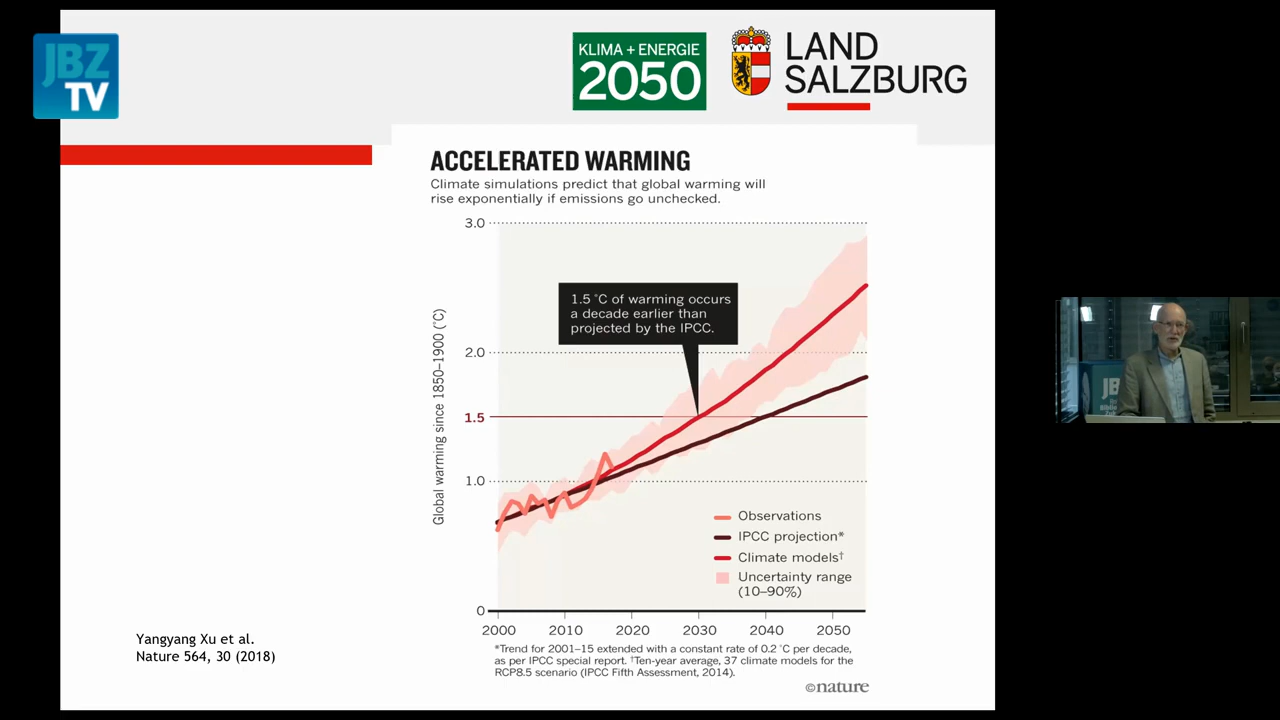 JBZ
TV
KLIMA + ENERGIE
2050
LAND
SALZBURG
ACCELERATED WARMING
Climate simulations predict that global warming will
rise exponentially if emissions go unchecked.
3.0
2.0
1.5
1.0
0
Global warming since 1850–1900 (°C)
1.5 °C of warming occurs
a decade earlier than
projected by the IPCC.
Observations
IPCC projection*
Climate models†
Uncertainty range
(10–90%)
2000 2010 2020 2030 2040 2050
*Trend for 2001–15 extended with a constant rate of 0.2 °C per decade,
as per IPCC special report. †Ten-year average, 37 climate models for the
RCP8.5 scenario (IPCC Fifth Assessment, 2014).
©nature
Yangyang Xu et al.
Nature 564, 30 (2018)
JB